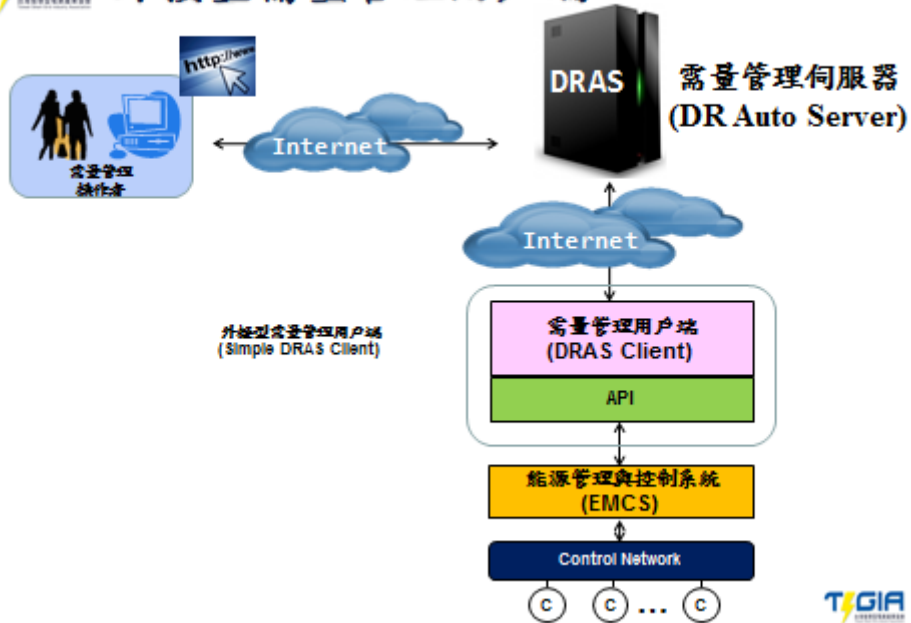 http://www
DRAS
需量管理伺服器
(DR Auto Server)
Internet
需量管理
操作者
Internet
外接型需量管理用戶端
(Simple DRAS Client)
需量管理用戶端
(DRAS Client)
API
能源管理與控制系統
(EMCS)
Control Network
C
C
...
C
TSGIA